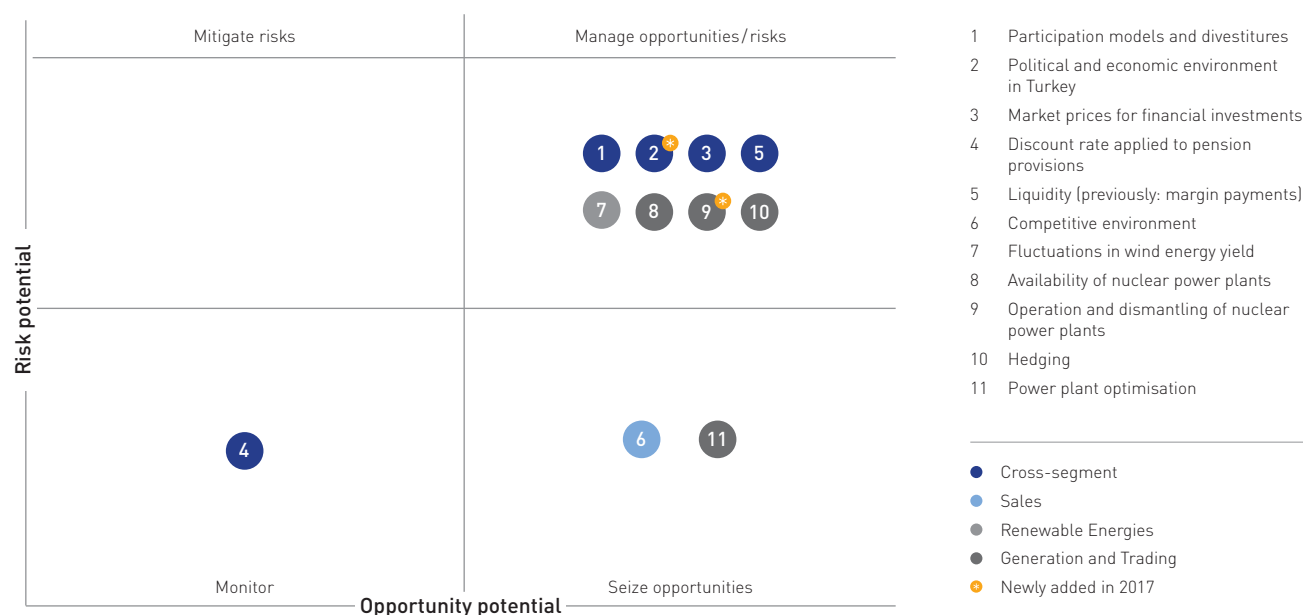 Mitigate risks
Manage opportunities/risks
1
2
*
3
5
7
8
9
*
10
Risk potential
4
6
11
Monitor
Seize opportunities
Opportunity potential
1 Participation models and divestitures
2 Political and economic environment
in Turkey
3 Market prices for financial investments
4 Discount rate applied to pension
provisions
5 Liquidity (previously: margin payments)
6 Competitive environment
7 Fluctuations in wind energy yield
8 Availability of nuclear power plants
9 Operation and dismantling of nuclear
power plants
10 Hedging
11 Power plant optimisation
Cross-segment
Sales
Renewable Energies
Generation and Trading
* Newly added in 2017